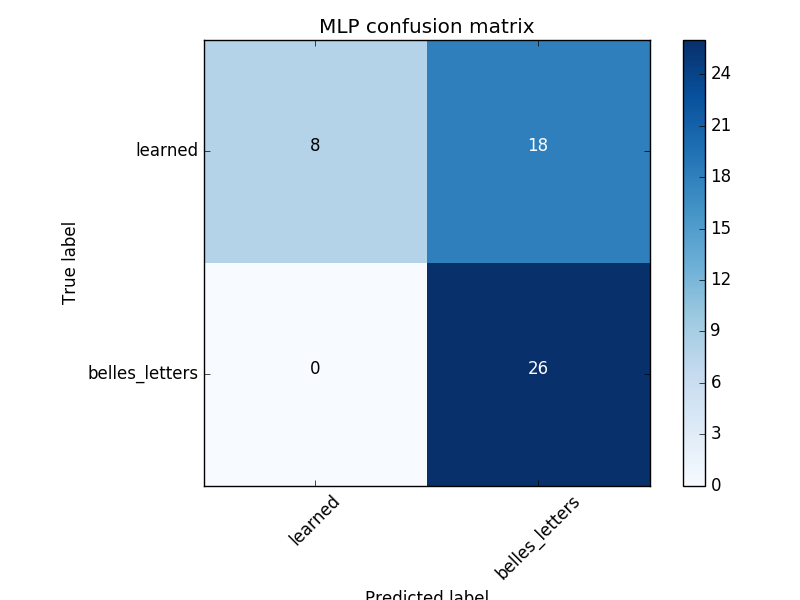 MLP confusion matrix
True label
learned
belles_letters
8
18
0
26
learned
belles_letters
Predicted label
24
21
18
15
12
9
6
3
0